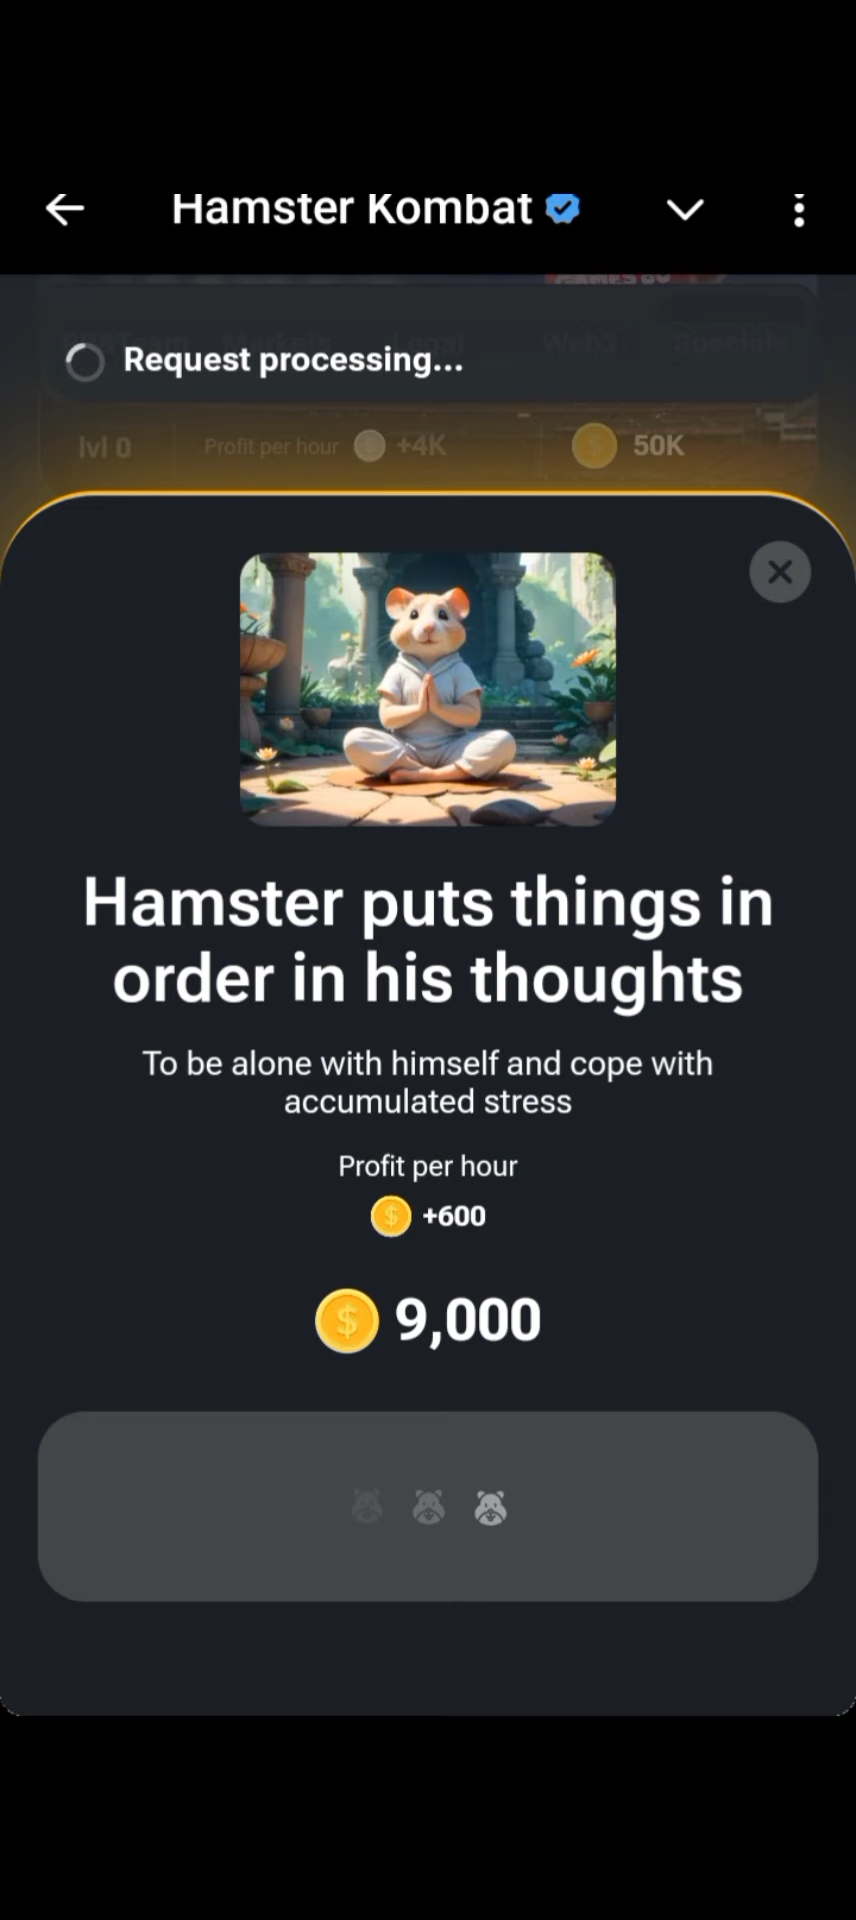 Hamster Kombat
Request processing...
lvl 0
Profit per hour +4K
50K
Hamster puts things in
order in his thoughts
To be alone with himself and cope with
accumulated stress
Profit per hour
+600
9,000